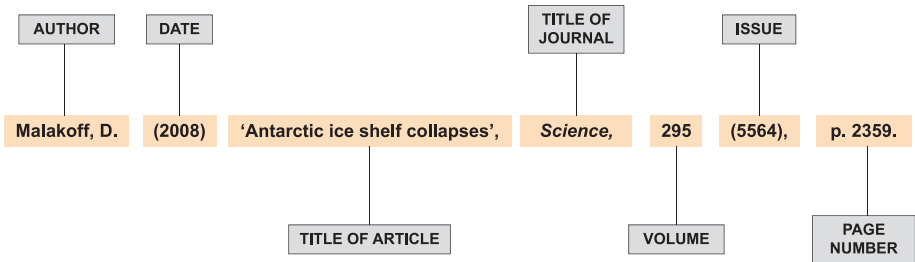 AUTHOR
DATE
TITLE OF
JOURNAL
ISSUE
Malakoff, D. (2008) ‘Antarctic ice shelf collapses’, Science, 295 (5564), p. 2359.
TITLE OF ARTICLE
VOLUME
PAGE
NUMBER